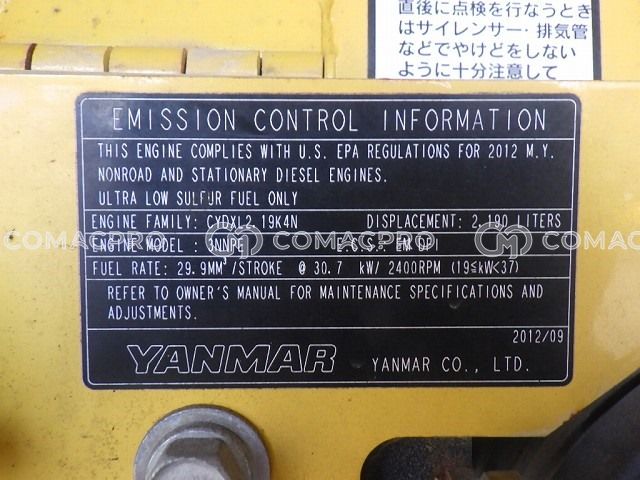 直後に点検を行なうとき
はサイレンサー・排気管
などでやけどをしない
ように十分注意して
EMISSION CONTROL INFORMATION
THIS ENGINE COMPLIES WITH U.S. EPA REGULATIONS FOR 2012 M.Y.
NONROAD AND STATIONARY DIESEL ENGINES.
ULTRA LOW SULFUR FUEL ONLY
ENGINE FAMILY: CYDXL2.19K4N DISPLACEMENT: 2.190 LITERS
ENGINE MODEL : E.C.S.:
FUEL RATE: 29.9MM³/STROKE @ 30.7 kW/ 2400RPM (19≦kW<37)
REFER TO OWNER'S MANUAL FOR MAINTENANCE SPECIFICATIONS AND
ADJUSTMENTS.
2012/09
YANMAR YANMAR CO., LTD.
COMACPRO